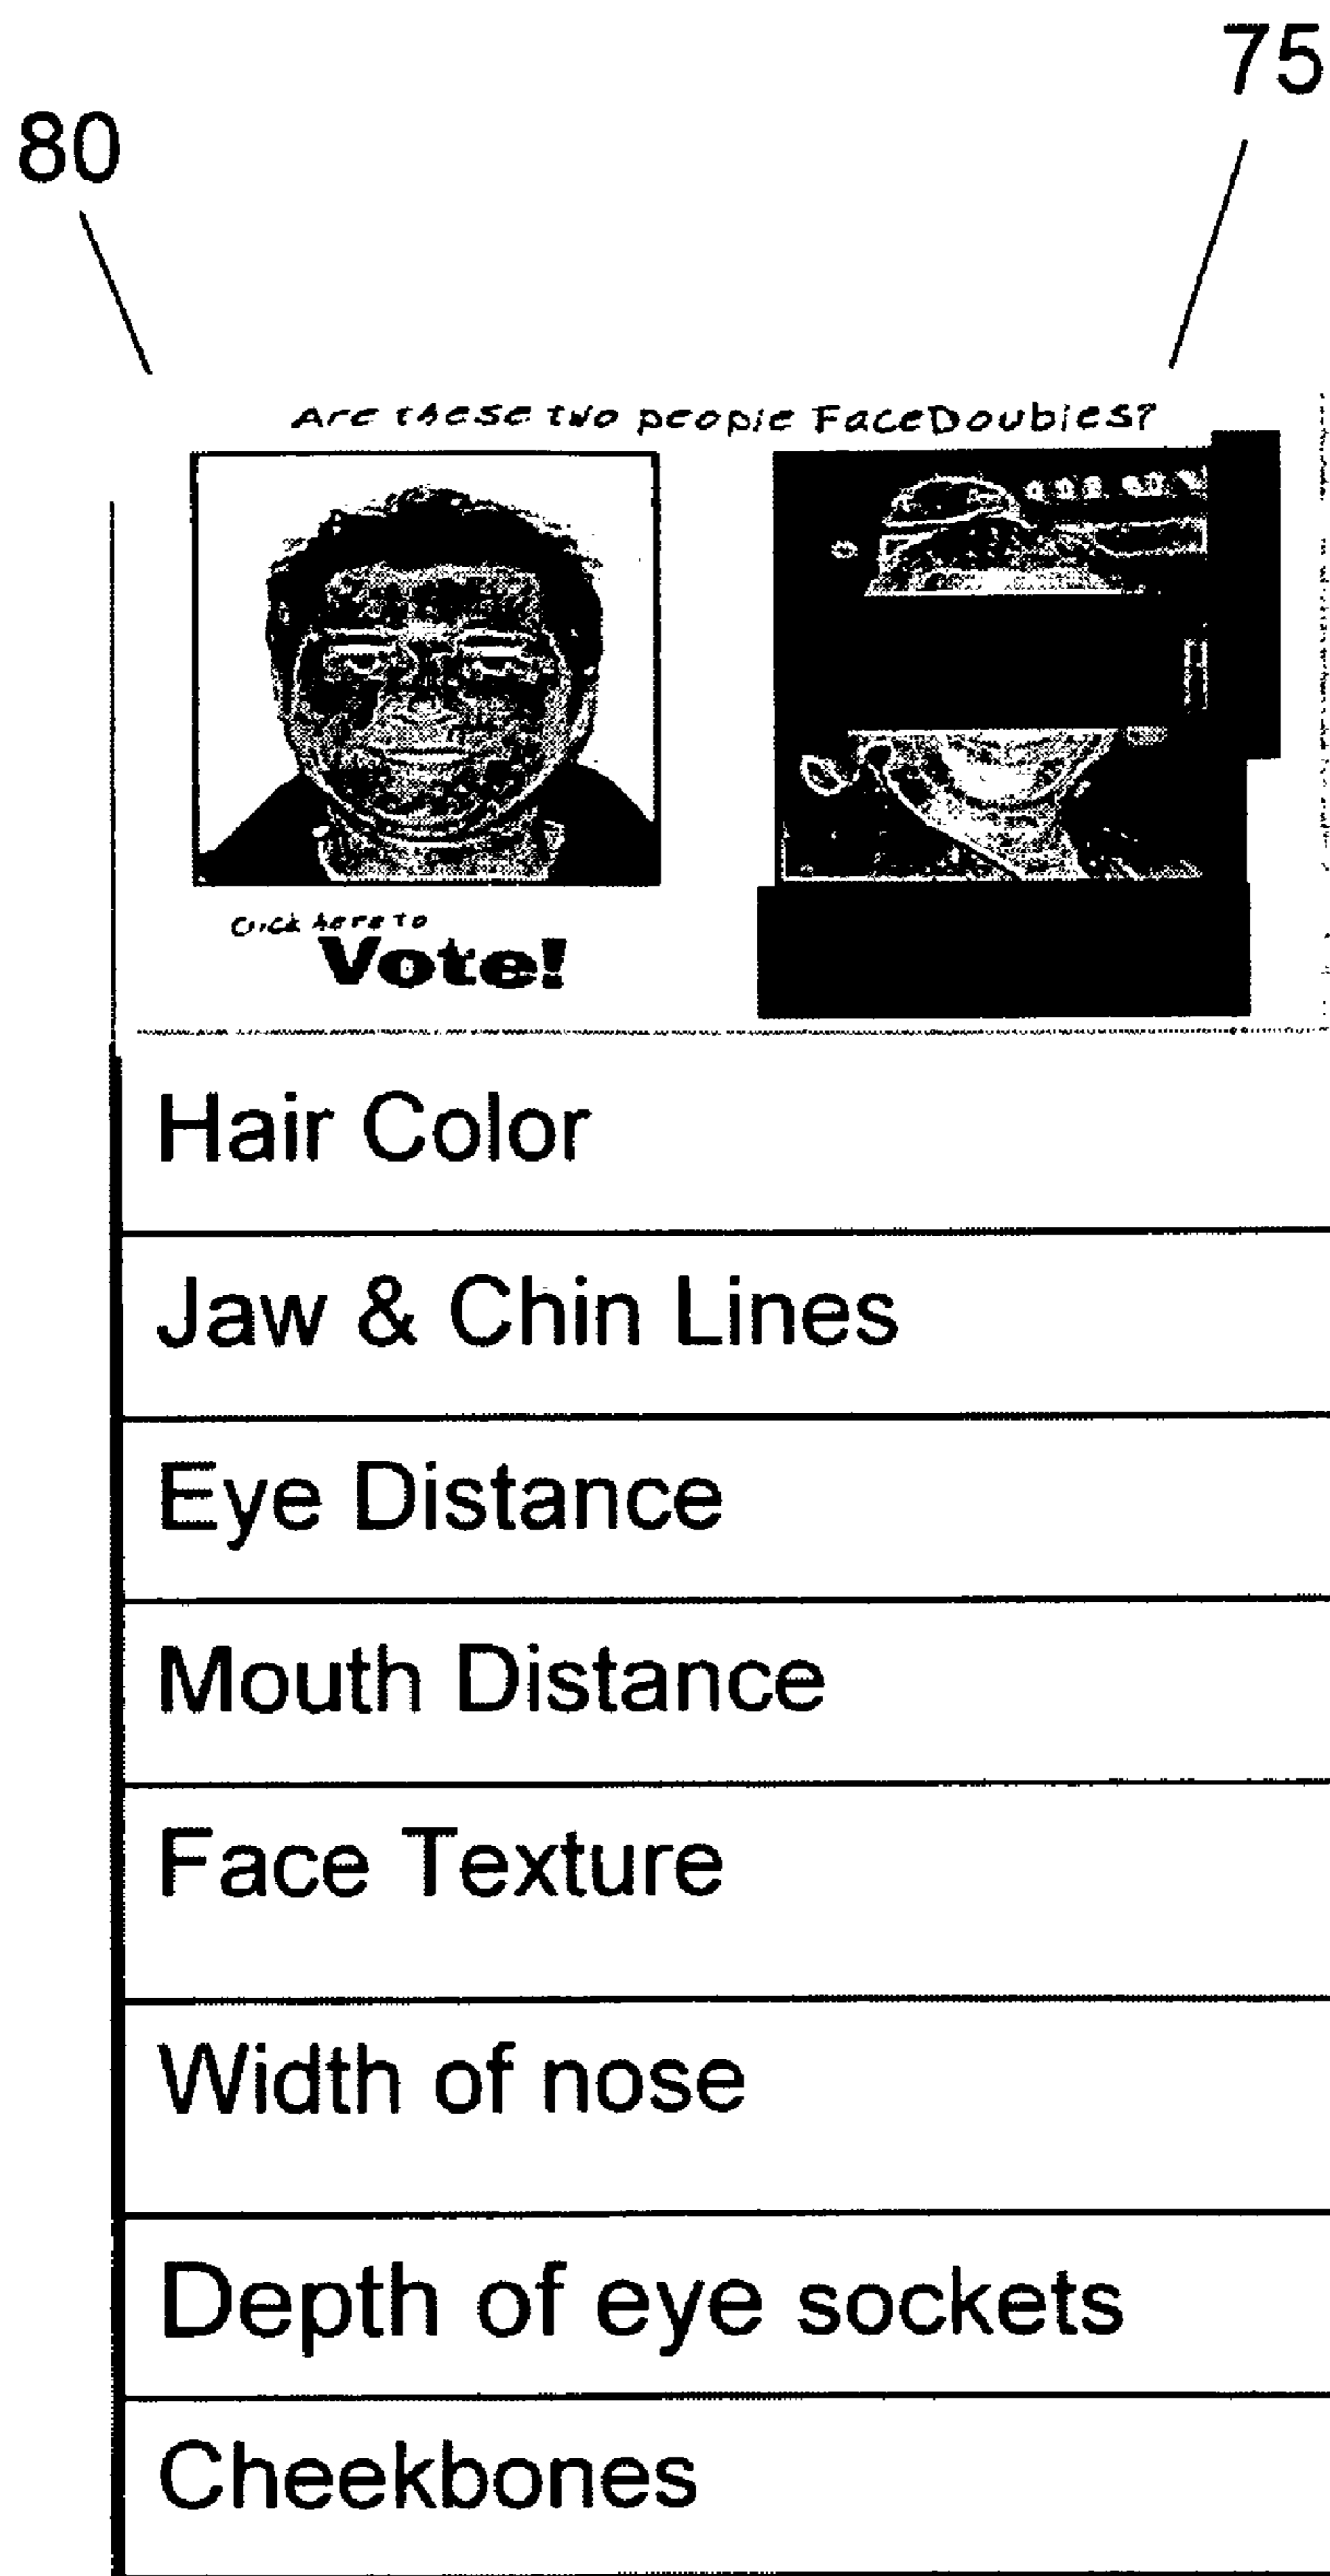 75
80
Are these two people FaceDoubles?
Click here to
Vote!
Hair Color
Jaw & Chin Lines
Eye Distance
Mouth Distance
Face Texture
Width of nose
Depth of eye sockets
Cheekbones